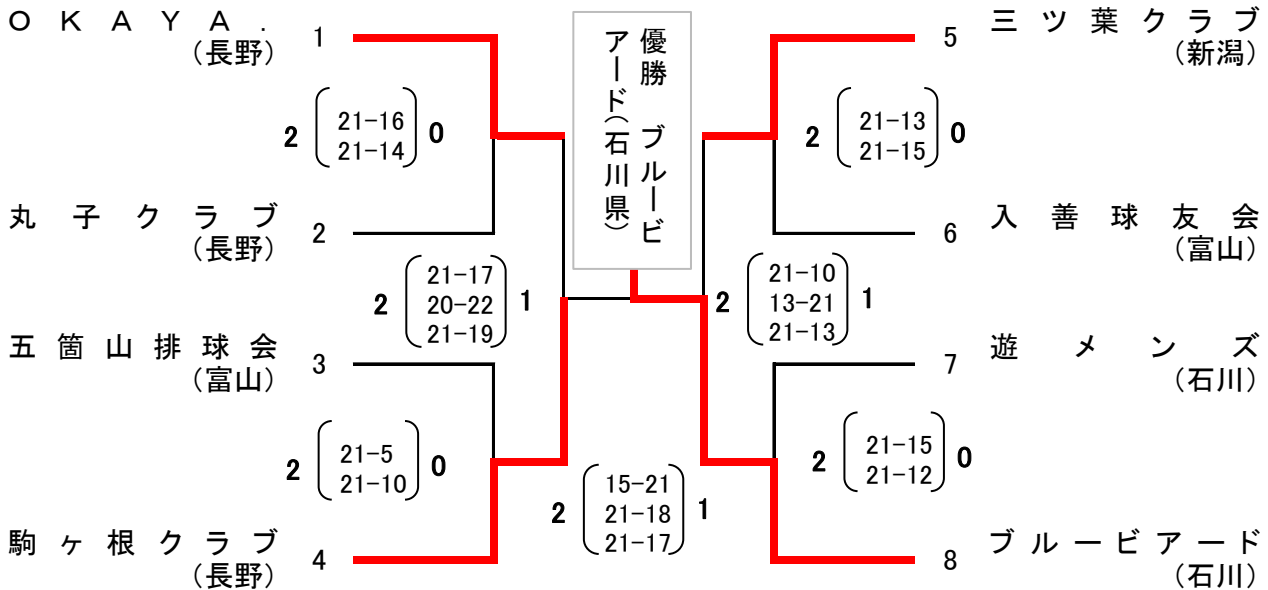 OKAYA.
（長野）
1
2
21−16
21−14
0
丸子クラブ
（長野）
2
2
21−17
20−22
21−19
1
五箇山排球会
（富山）
3
2
21−5
21−10
0
駒ヶ根クラブ
（長野）
4
優勝　ブルービ
アード（石川県）
2
15−21
21−18
21−17
1
5
三ツ葉クラブ
（新潟）
2
21−13
21−15
0
6
入善球友会
（富山）
2
21−10
13−21
21−13
1
7
遊メンズ
（石川）
2
21−15
21−12
0
8
ブルービアード
（石川）